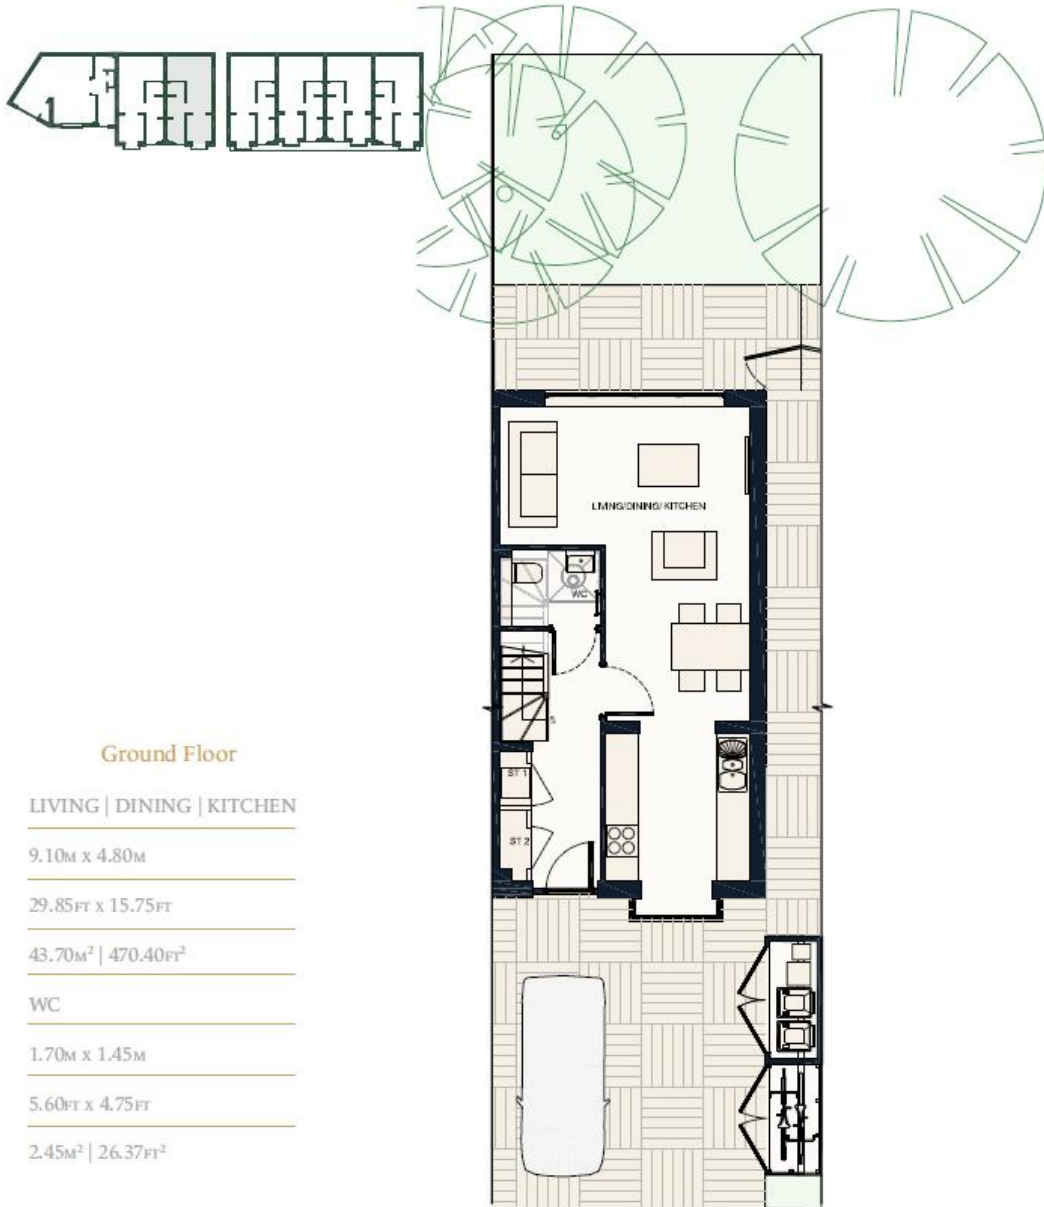 LIVING/DINING/ KITCHEN
WC
S
ST 1
ST 2
Ground Floor
LIVING | DINING | KITCHEN
9.10M x 4.80M
29.85FT x 15.75FT
43.70M² | 470.40FT²
WC
1.70M x 1.45M
5.60FT x 4.75FT
2.45M² | 26.37FT²